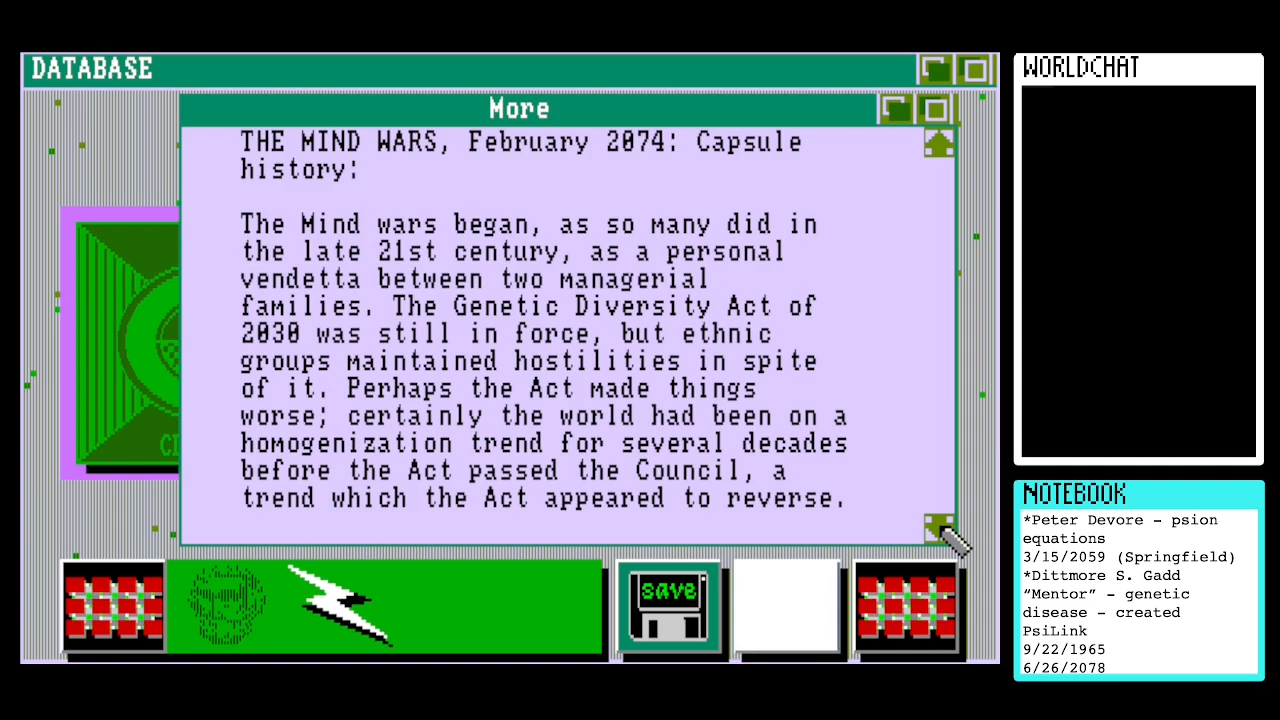 DATABASE
More
THE MIND WARS, February 2074: Capsule
history:
The Mind wars began, as so many did in
the late 21st century, as a personal
vendetta between two managerial
families. The Genetic Diversity Act of
2030 was still in force, but ethnic
groups maintained hostilities in spite
of it. Perhaps the Act made things
worse; certainly the world had been on a
homogenization trend for several decades
before the Act passed the Council, a
trend which the Act appeared to reverse.
save
WORLDCHAT
NOTEBOOK
*Peter Devore – psion
equations
3/15/2059 (Springfield)
*Dittmore S. Gadd
“Mentor” – genetic
disease – created
PsiLink
9/22/1965
6/26/2078